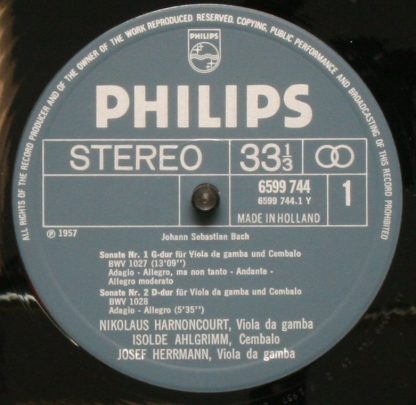 AND OF THE OWNER OF THE WORK REPRODUCED RESERVED. COPYING, PUBLIC PERFORMANCE AND BROADCASTING OF THIS RECORD PROHIBITED
ALL RIGHTS OF THE RECORD PRODUCER
PHILIPS
PHILIPS
STEREO
33 1/3
6599 744
6599 744.1 Y
1
MADE IN HOLLAND
℗ 1957
Johann Sebastian Bach
Sonate Nr. 1 G-dur für Viola da gamba und Cembalo
BWV 1027 (13'09")
Adagio - Allegro, ma non tanto - Andante -
Allegro moderato
Sonate Nr. 2 D-dur für Viola da gamba und Cembalo
BWV 1028
Adagio - Allegro (5'35")
NIKOLAUS HARNONCOURT, Viola da gamba
ISOLDE AHLGRIMM, Cembalo
JOSEF HERRMANN, Viola da gamba